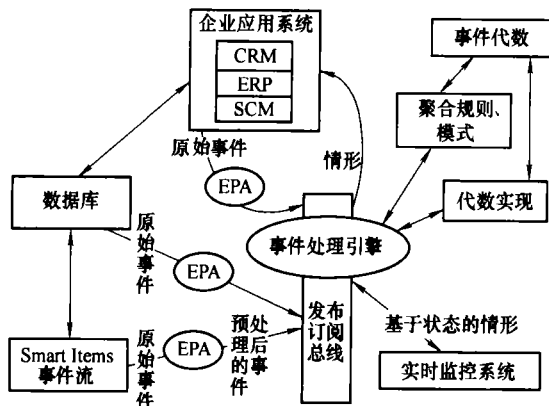 企业应用系统
CRM
ERP
SCM
事件代数
聚合规则、
模式
代数实现
原始事件
情形
EPA
数据库
事件处理引擎
原始事件
EPA
发布
订阅
总线
基于状态的情形
实时监控系统
Smart Items
事件流
原始事件
EPA
预处
理后
的事
件